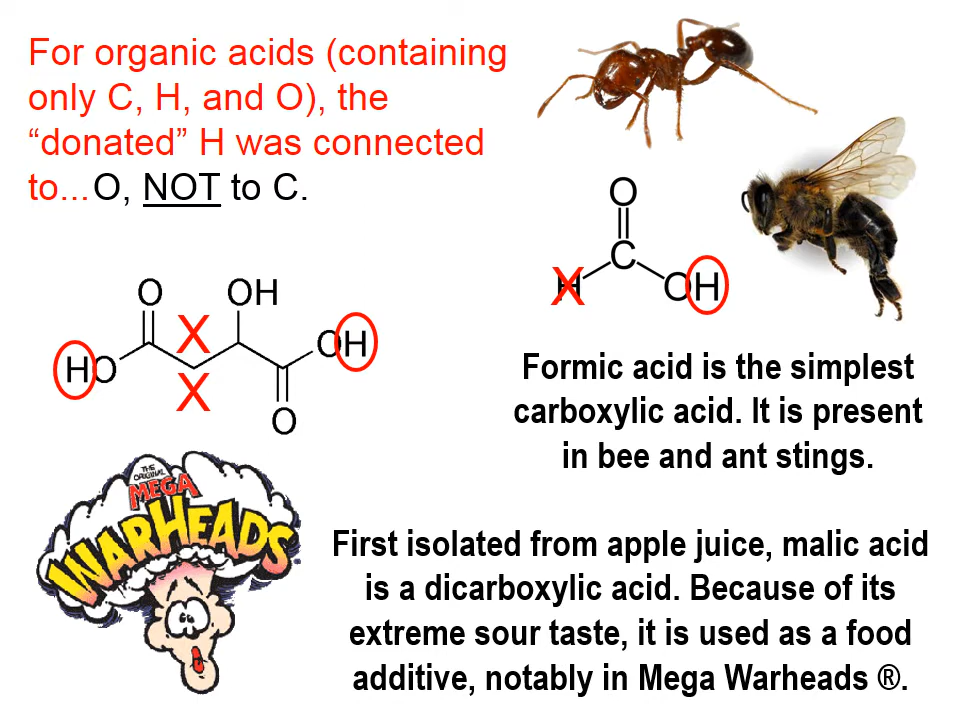 For organic acids (containing
only C, H, and O), the
“donated” H was connected
to... O, NOT to C.
O
C
H
X
OH
O
OH
X
HO
OH
X
O
Formic acid is the simplest
carboxylic acid. It is present
in bee and ant stings.
THE
ORIGINAL
MEGA
WARHEADS
First isolated from apple juice, malic acid
is a dicarboxylic acid. Because of its
extreme sour taste, it is used as a food
additive, notably in Mega Warheads ®.